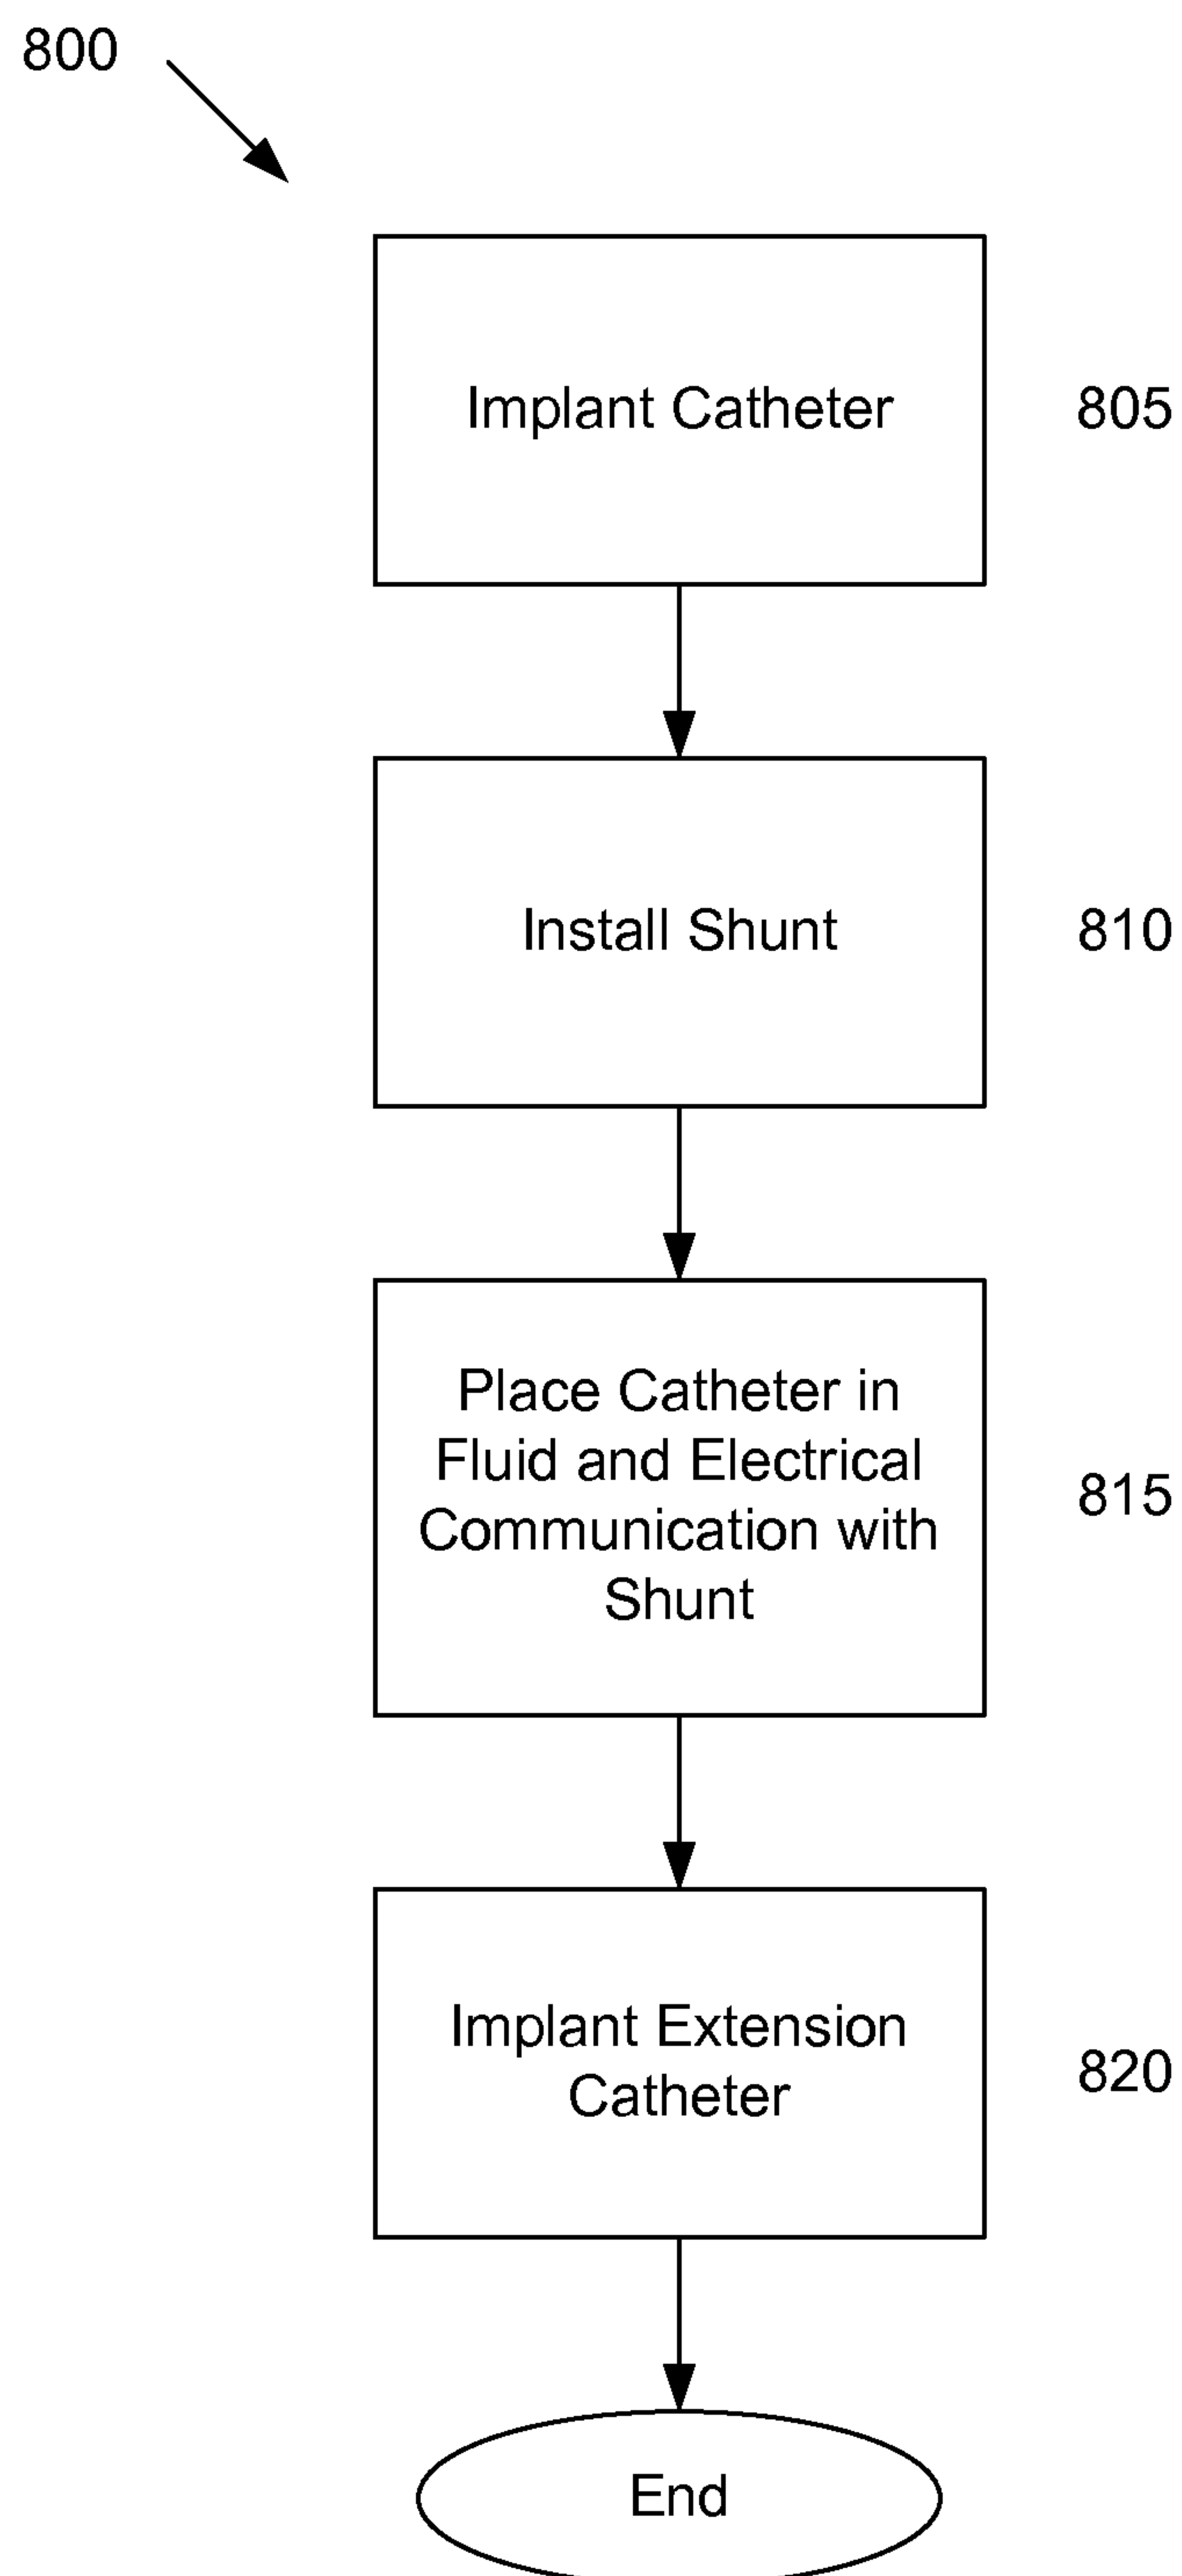 800
Implant Catheter
805
Install Shunt
810
Place Catheter in
Fluid and Electrical
Communication with
Shunt
815
Implant Extension
Catheter
820
End